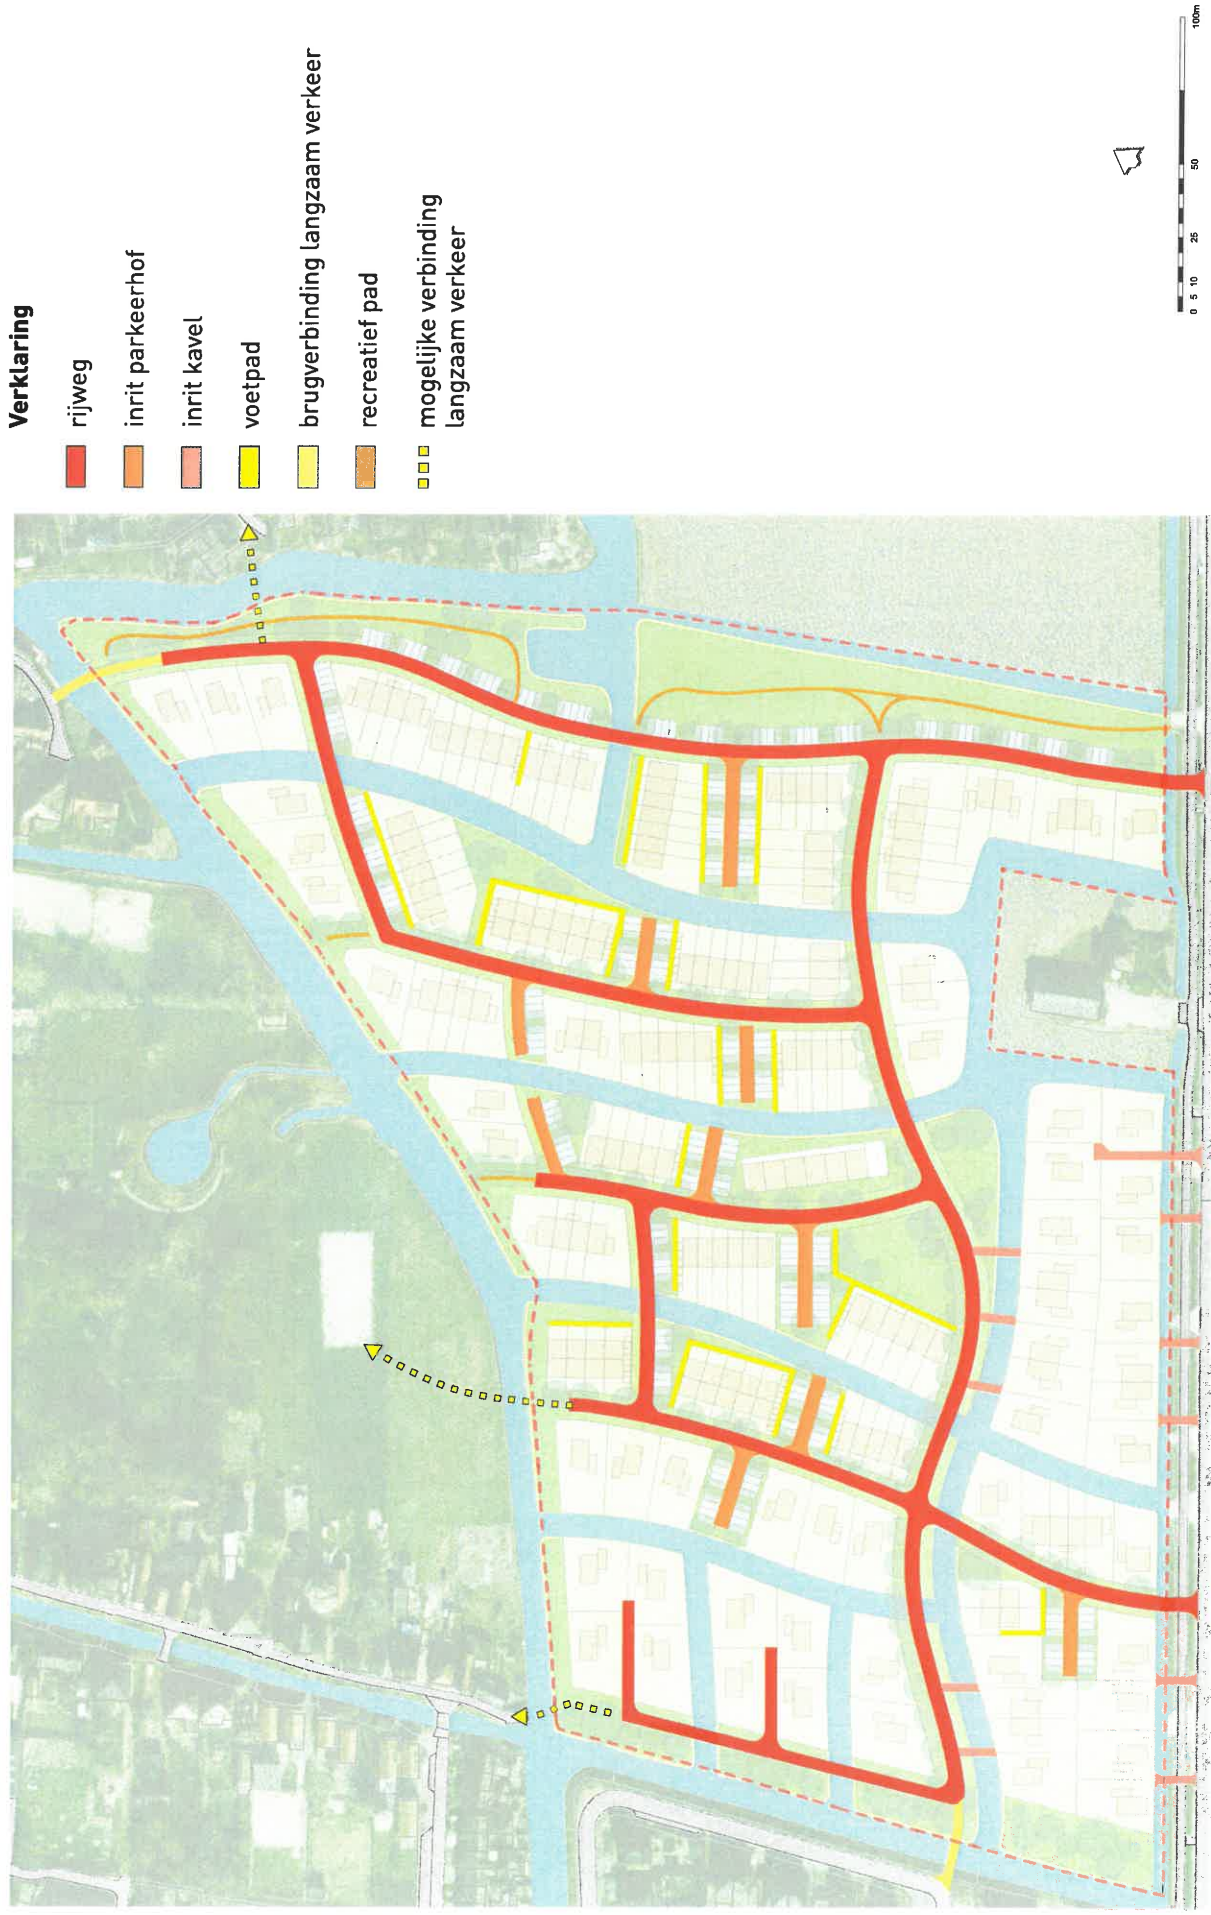 Verklaring
rijweg
inrit parkeerhof
inrit kavel
voetpad
brugverbinding langzaam verkeer
recreatief pad
mogelijke verbinding
langzaam verkeer
0 5 10 25 50 100m